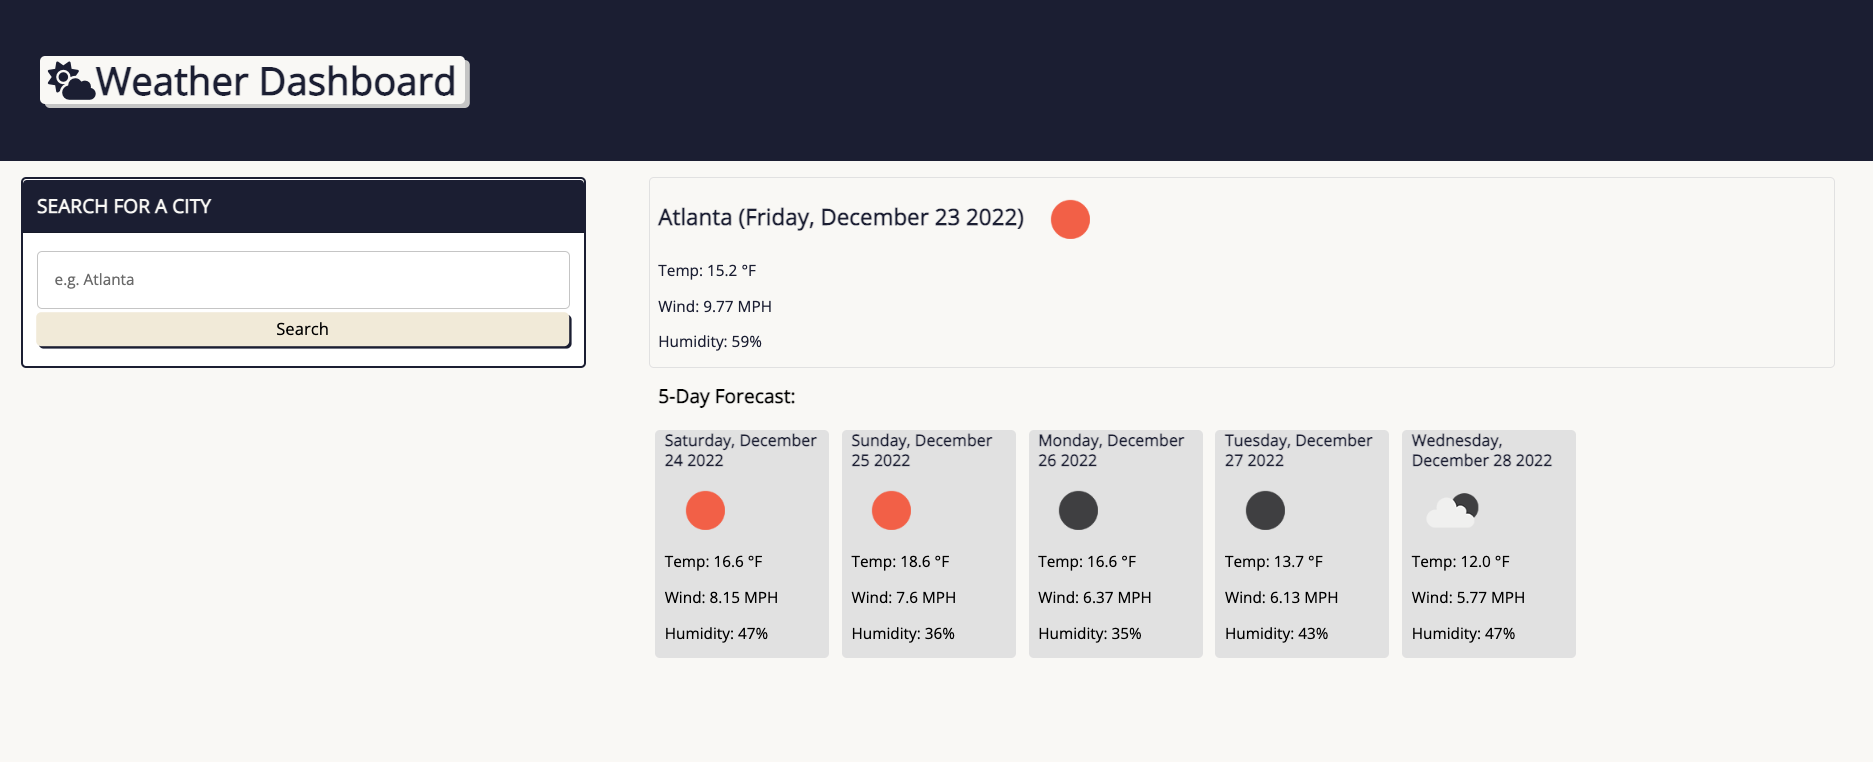 Weather Dashboard
SEARCH FOR A CITY
e.g. Atlanta
Search
Atlanta (Friday, December 23 2022)
Temp: 15.2 °F
Wind: 9.77 MPH
Humidity: 59%
5-Day Forecast:
Saturday, December
24 2022
Temp: 16.6 °F
Wind: 8.15 MPH
Humidity: 47%
Sunday, December
25 2022
Temp: 18.6 °F
Wind: 7.6 MPH
Humidity: 36%
Monday, December
26 2022
Temp: 16.6 °F
Wind: 6.37 MPH
Humidity: 35%
Tuesday, December
27 2022
Temp: 13.7 °F
Wind: 6.13 MPH
Humidity: 43%
Wednesday,
December 28 2022
Temp: 12.0 °F
Wind: 5.77 MPH
Humidity: 47%